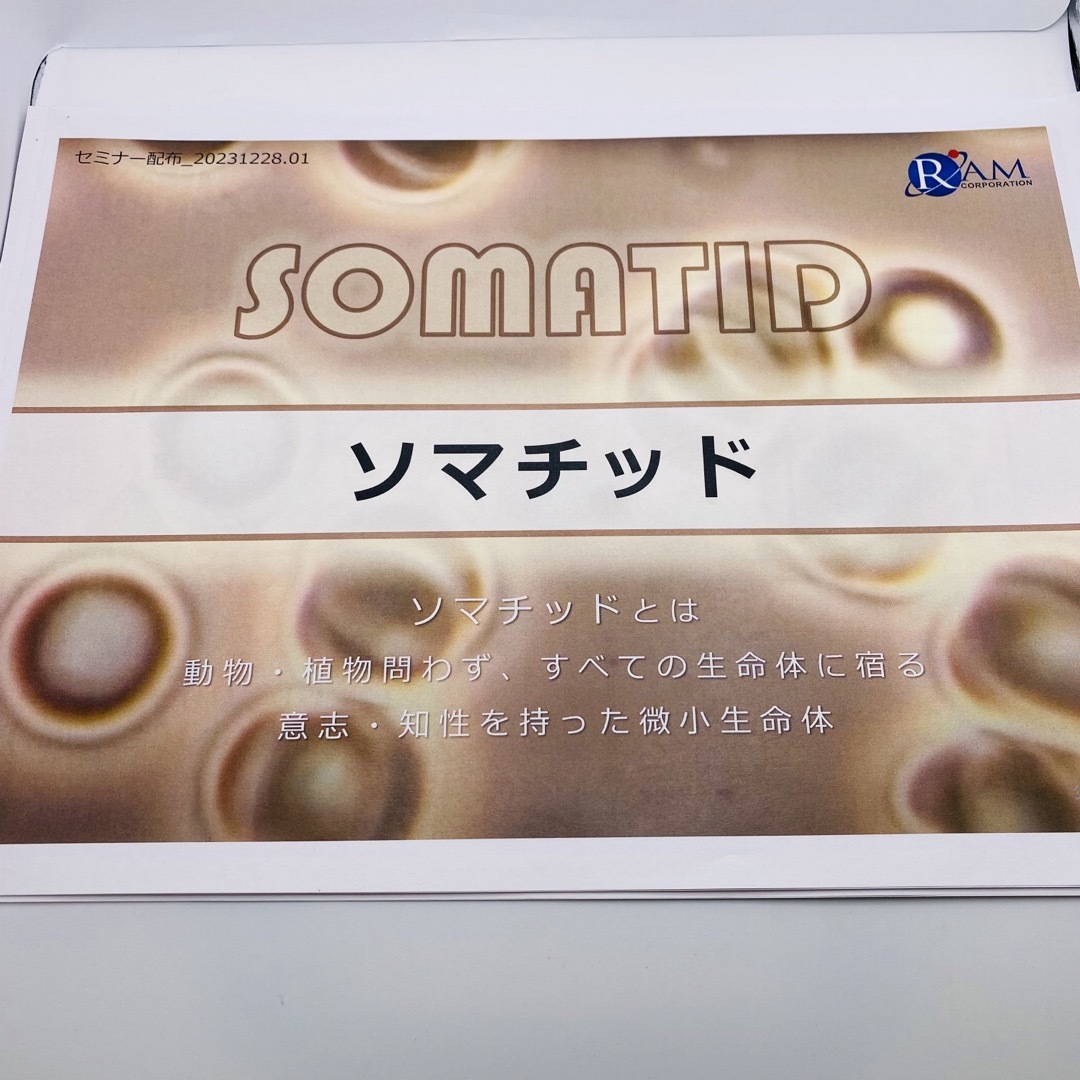 セミナー配布_20231228.01
RAM
CORPORATION
SOMATID
ソマチッド
ソマチッドとは
動物・植物問わず、すべての生命体に宿る
意志・知性を持った微小生命体